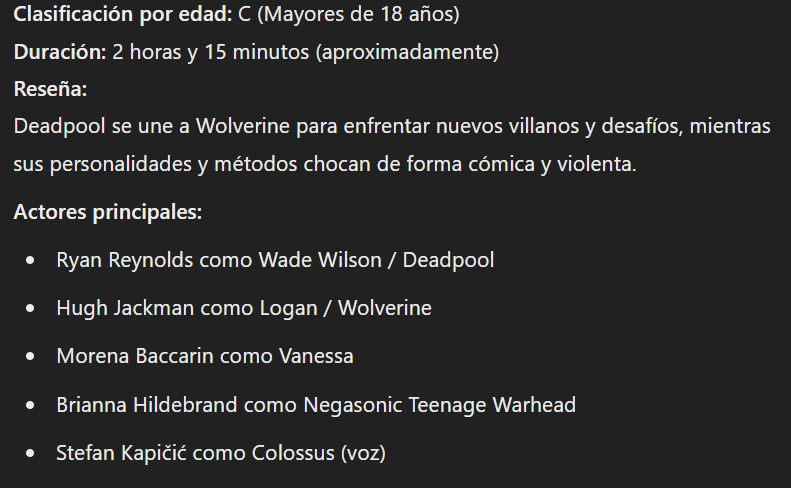 Clasificación por edad: C (Mayores de 18 años)
Duración: 2 horas y 15 minutos (aproximadamente)
Reseña:
Deadpool se une a Wolverine para enfrentar nuevos villanos y desafíos, mientras
sus personalidades y métodos chocan de forma cómica y violenta.
Actores principales:
• Ryan Reynolds como Wade Wilson / Deadpool
• Hugh Jackman como Logan / Wolverine
• Morena Baccarin como Vanessa
• Brianna Hildebrand como Negasonic Teenage Warhead
• Stefan Kapičić como Colossus (voz)